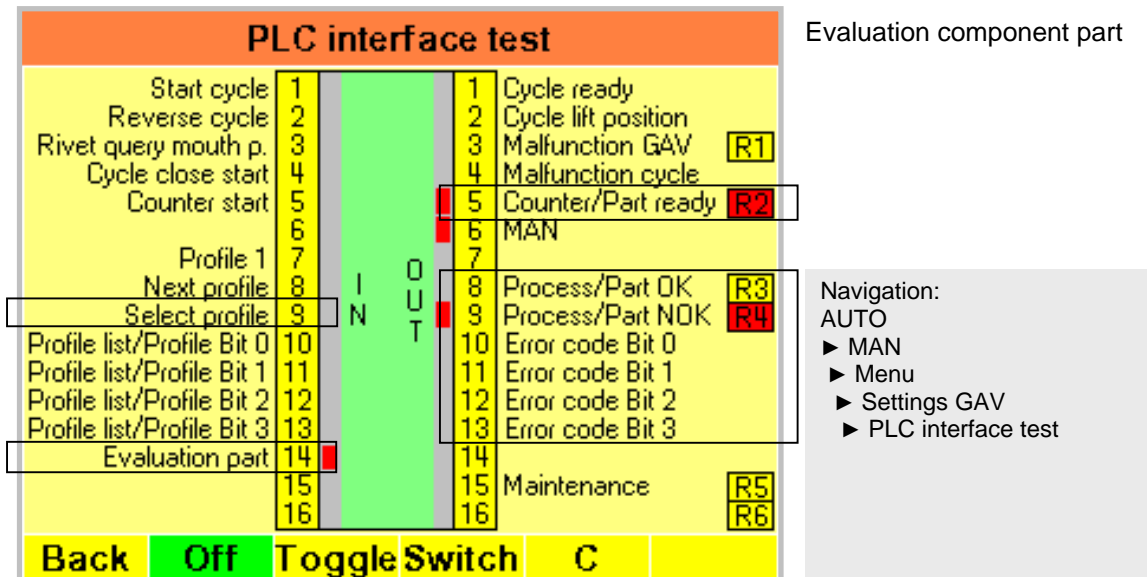 PLC interface test
Evaluation component part
Start cycle 1 1 Cycle ready
Reverse cycle 2 2 Cycle lift position
Rivet query mouth p. 3 3 Malfunction GAV R1
Cycle close start 4 4 Malfunction cycle
Counter start 5 5 Counter/Part ready R2
6 6 MAN
Profile 1 7 7
Next profile 8 8 Process/Part OK R3
Select profile 9 9 Process/Part NOK R4
Profile list/Profile Bit 0 10 10 Error code Bit 0
Profile list/Profile Bit 1 11 11 Error code Bit 1
Profile list/Profile Bit 2 12 12 Error code Bit 2
Profile list/Profile Bit 3 13 13 Error code Bit 3
Evaluation part 14 14
15 15 Maintenance R5
16 16 R6
IN
OUT
Back Off Toggle Switch C
Navigation:
AUTO
► MAN
► Menu
► Settings GAV
► PLC interface test